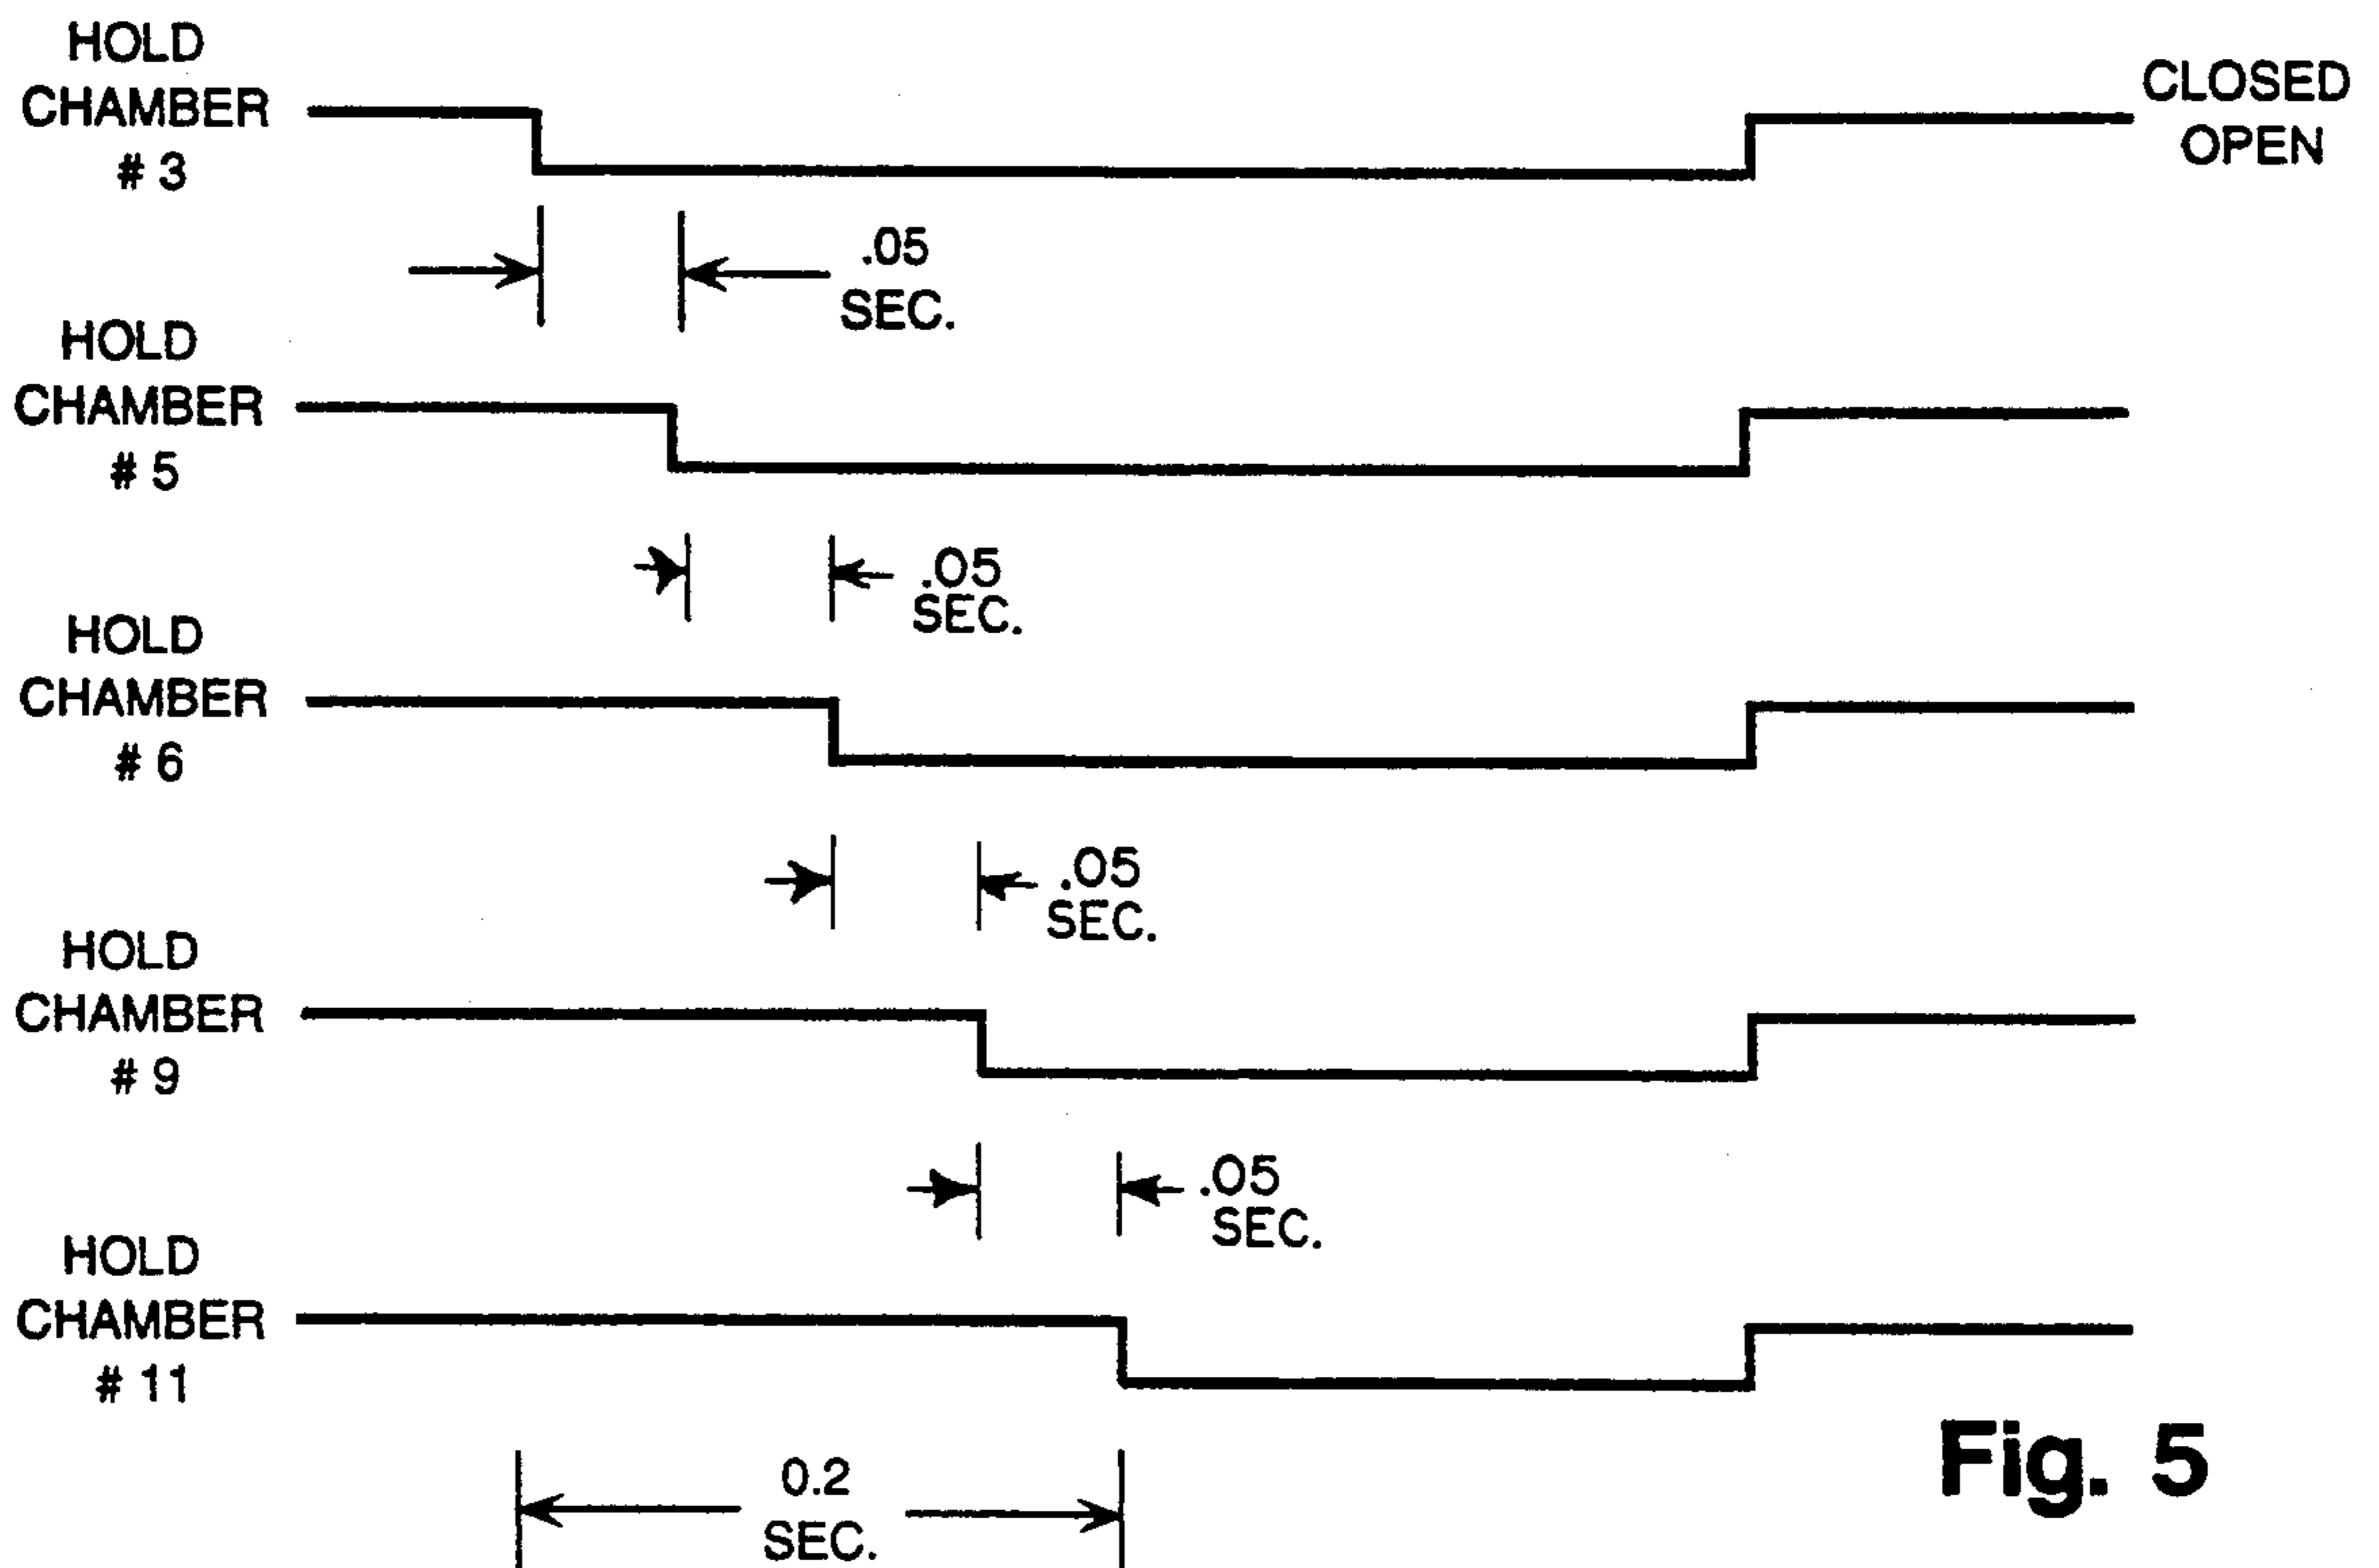 HOLD
CHAMBER
# 3
CLOSED
OPEN
.05
SEC.
HOLD
CHAMBER
# 5
.05
SEC.
HOLD
CHAMBER
# 6
.05
SEC.
HOLD
CHAMBER
# 9
.05
SEC.
HOLD
CHAMBER
# 11
0.2
SEC.
Fig. 5